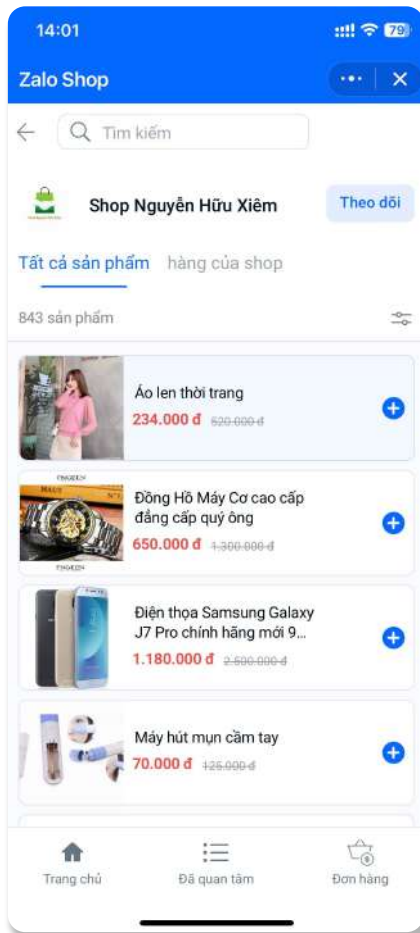 14:01
79
Zalo Shop
Tìm kiếm
Shop Nguyễn Hữu Xiêm
Theo dõi
Tất cả sản phẩm hàng của shop
843 sản phẩm
Áo len thời trang
234.000 đ 520.000 đ
Đồng Hồ Máy Cơ cao cấp
đẳng cấp quý ông
650.000 đ 1.300.000 đ
Điện thọa Samsung Galaxy
J7 Pro chính hãng mới 9...
1.180.000 đ 2.500.000 đ
Máy hút mụn cầm tay
70.000 đ 125.000 đ
Trang chủ
Đã quan tâm
Đơn hàng